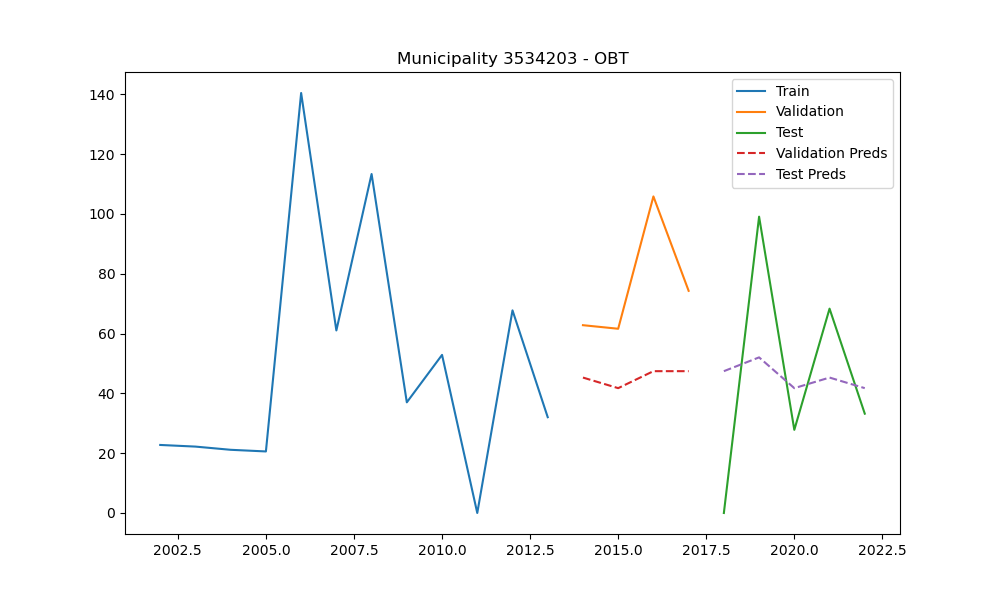 Municipality 3534203 - OBT
Train
Validation
Test
Validation Preds
Test Preds
140
120
100
80
60
40
20
0
2002.5 2005.0 2007.5 2010.0 2012.5 2015.0 2017.5 2020.0 2022.5